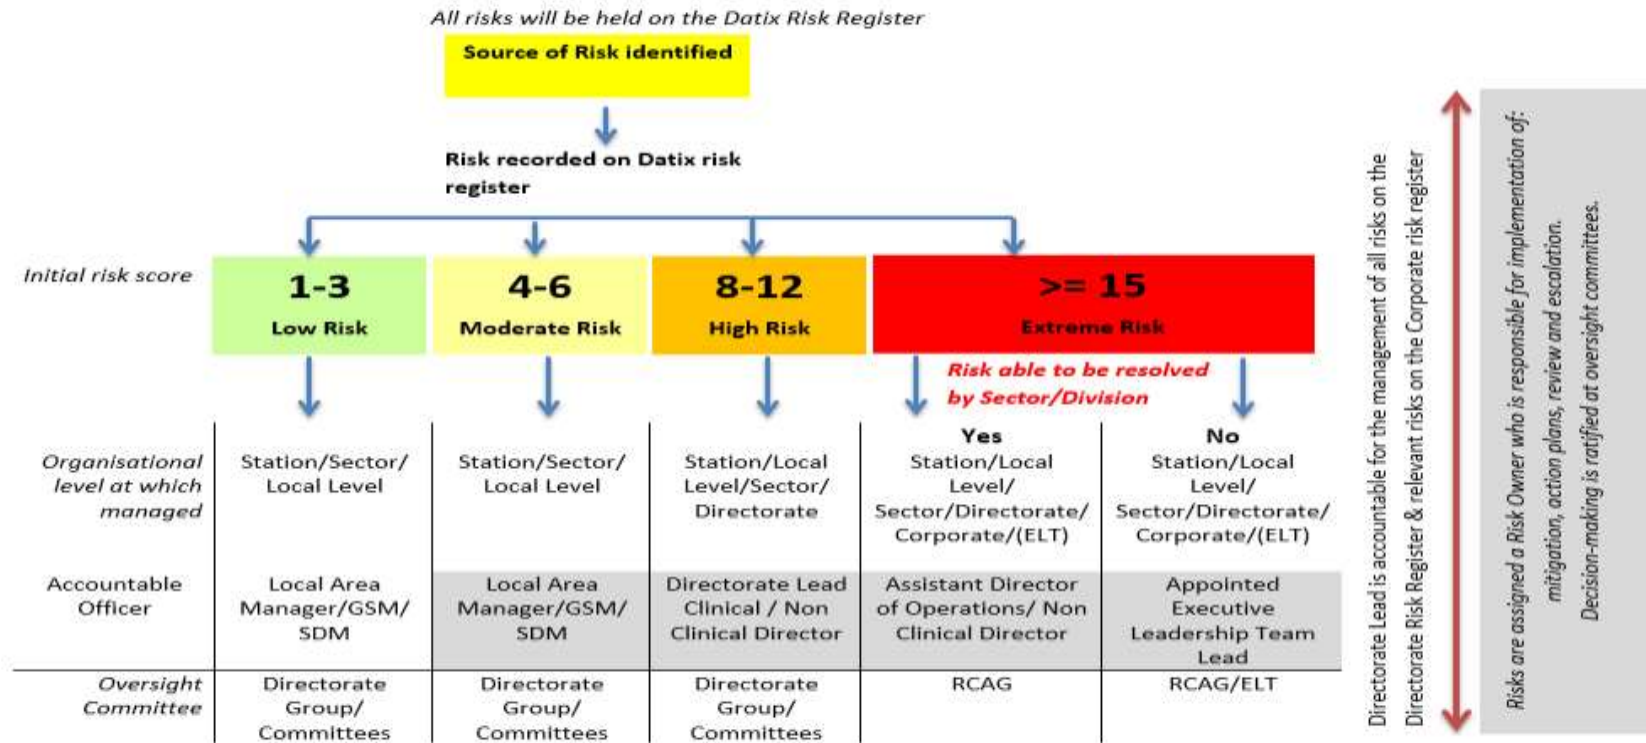 All risks will be held on the Datix Risk Register
Source of Risk identified
Risk recorded on Datix risk
register
Initial risk score
1-3
Low Risk
4-6
Moderate Risk
8-12
High Risk
>= 15
Extreme Risk
Risk able to be resolved
by Sector/Division
Yes
No
Organisational
level at which
managed
Station/Sector/
Local Level
Station/Sector/
Local Level
Station/Local
Level/Sector/
Directorate
Station/Local
Level/
Sector/Directorate/
Corporate/(ELT)
Station/Local
Level/
Sector/Directorate/
Corporate/(ELT)
Accountable
Officer
Local Area
Manager/GSM/
SDM
Local Area
Manager/GSM/
SDM
Directorate Lead
Clinical / Non
Clinical Director
Assistant Director
of Operations/ Non
Clinical Director
Appointed
Executive
Leadership Team
Lead
Oversight
Committee
Directorate
Group/
Committees
Directorate
Group/
Committees
Directorate
Group/
Committees
RCAG
RCAG/ELT
Directorate Lead is accountable for the management of all risks on the
Directorate Risk Register & relevant risks on the Corporate risk register
Risks are assigned a Risk Owner who is responsible for implementation of:
mitigation, action plans, review and escalation.
Decision-making is ratified at oversight committees.